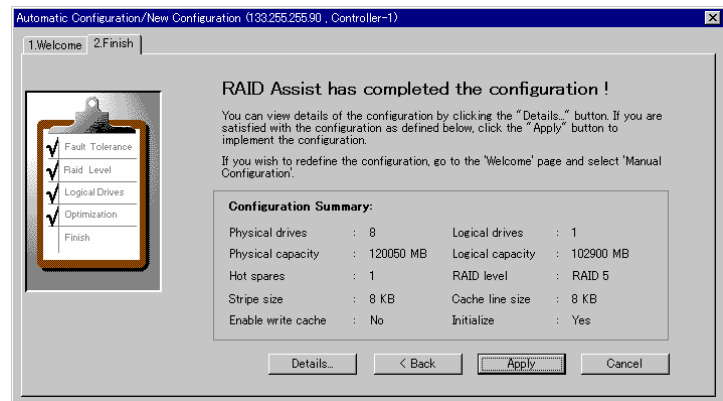 Automatic Configuration/New Configuration (133.255.255.90 , Controller-1)
1.Welcome 2.Finish
RAID Assist has completed the configuration !
You can view details of the configuration by clicking the "Details..." button. If you are
satisfied with the configuration as defined below, click the "Apply" button to
implement the configuration.
If you wish to redefine the configuration, go to the 'Welcome' page and select 'Manual
Configuration'.
Fault Tolerance
Raid Level
Logical Drives
Optimization
Finish
Configuration Summary:
Physical drives : 8 Logical drives : 1
Physical capacity : 120050 MB Logical capacity : 102900 MB
Hot spares : 1 RAID level : RAID 5
Stripe size : 8 KB Cache line size : 8 KB
Enable write cache : No Initialize : Yes
Details... < Back Apply Cancel